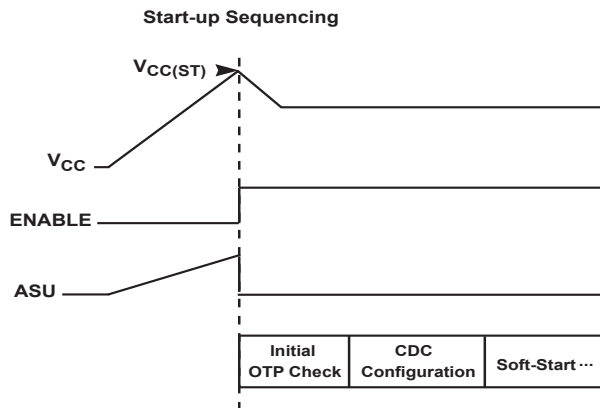 Start-up Sequencing
VCC(ST)
VCC
ENABLE
ASU
Initial
OTP Check
CDC
Configuration
Soft-Start ...